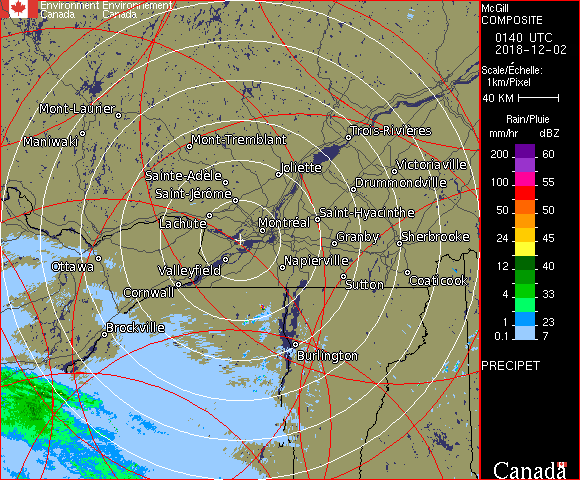 Environment Environnement
Canada Canada
McGill
COMPOSITE
0140 UTC
2018-12-02
Scale/Échelle:
1km/Pixel
40 KM
Rain/Pluie
mm/hr dBZ
200 60
55
100 55
50 50
24 45
12 40
4 33
1 23
0.1 7
PRECIPET
Canada
Mont-Laurier
Maniwaki
Mont-Tremblant
Trois-Rivières
Joliette
Victoriaville
Sainte-Adèle
Drummondville
Saint-Jérôme
Lachute
Saint-Hyacinthe
Montréal
Granby
Sherbrooke
Ottawa
Valleyfield
Napierville
Cornwall
Sutton
Coaticook
Brockville
Burlington